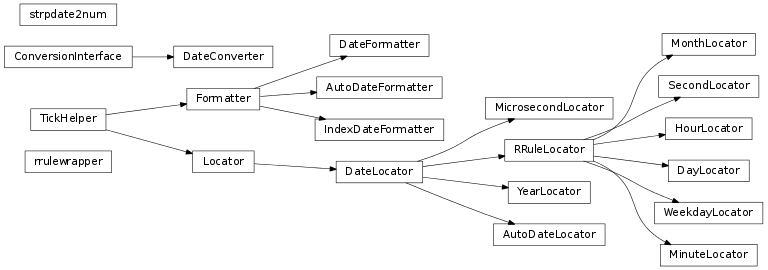 strpdate2num
ConversionInterface
DateConverter
TickHelper
rrulewrapper
Formatter
Locator
DateFormatter
AutoDateFormatter
IndexDateFormatter
DateLocator
MicrosecondLocator
RRuleLocator
YearLocator
AutoDateLocator
MonthLocator
SecondLocator
HourLocator
DayLocator
WeekdayLocator
MinuteLocator